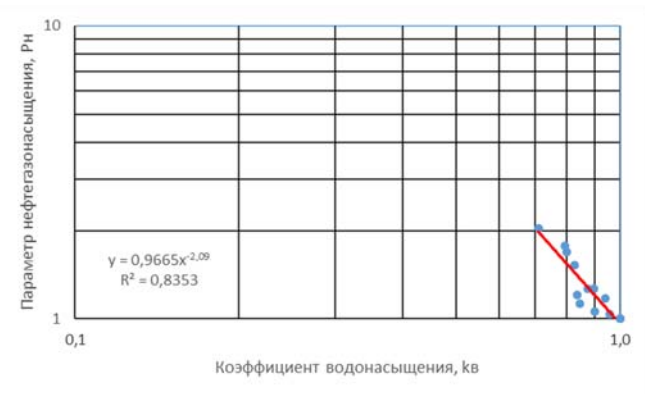 10
Параметр нефтегазонасыщения, Рн
y = 0,9665x^-2,09
R² = 0,8353
1
0,1
1,0
Коэффициент водонасыщения, kв